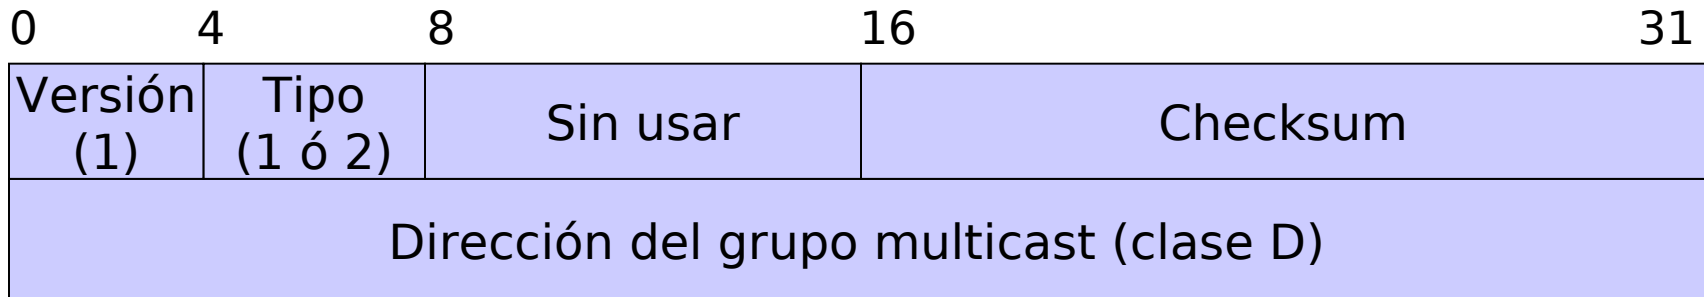 0 4 8 16 31
Versión Tipo Sin usar Checksum
(1) (1 ó 2)
Dirección del grupo multicast (clase D)